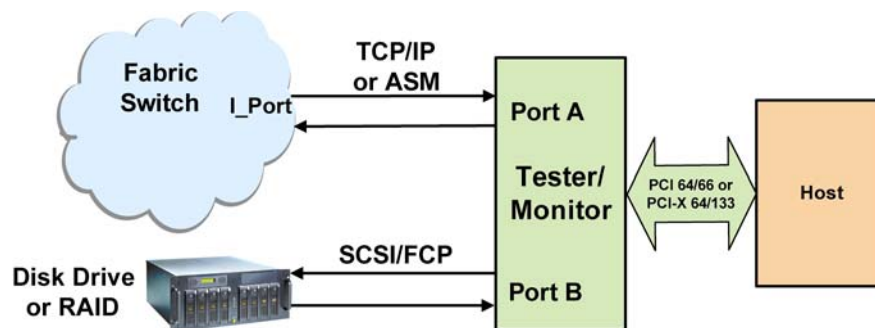 TCP/IP
or ASM
Fabric
Switch
I_Port
Port A
Tester/
Monitor
PCI 64/66 or
PCI-X 64/133
Host
SCSI/FCP
Disk Drive
or RAID
Port B